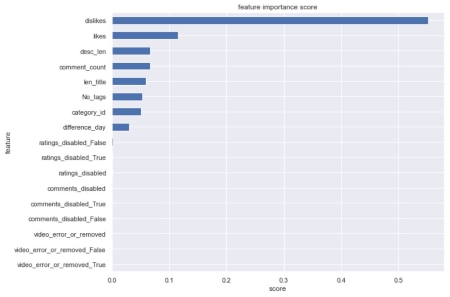 feature importance score
dislikes
likes
desc_len
comment_count
len_title
No_tags
category_id
difference_day
ratings_disabled_False
ratings_disabled_True
ratings_disabled
comments_disabled
comments_disabled_True
comments_disabled_False
video_error_or_removed
video_error_or_removed_False
video_error_or_removed_True
feature
0.0 0.1 0.2 0.3 0.4 0.5
score